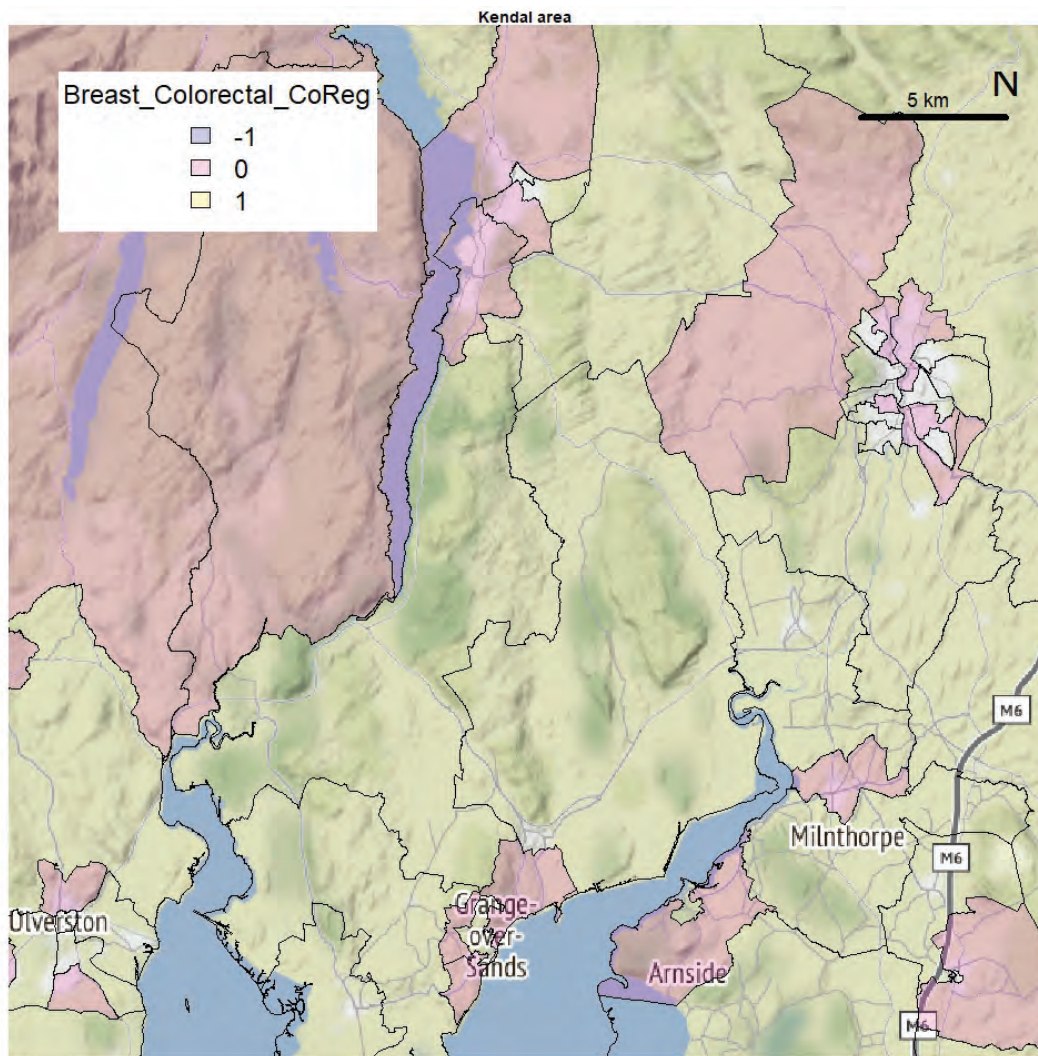 Kendal area
Breast_Colorectal_CoReg
-1
0
1
N
5 km
M6
Milnthorpe
M6
Grange-
over-
Sands
Ulverston
Arnside
M6